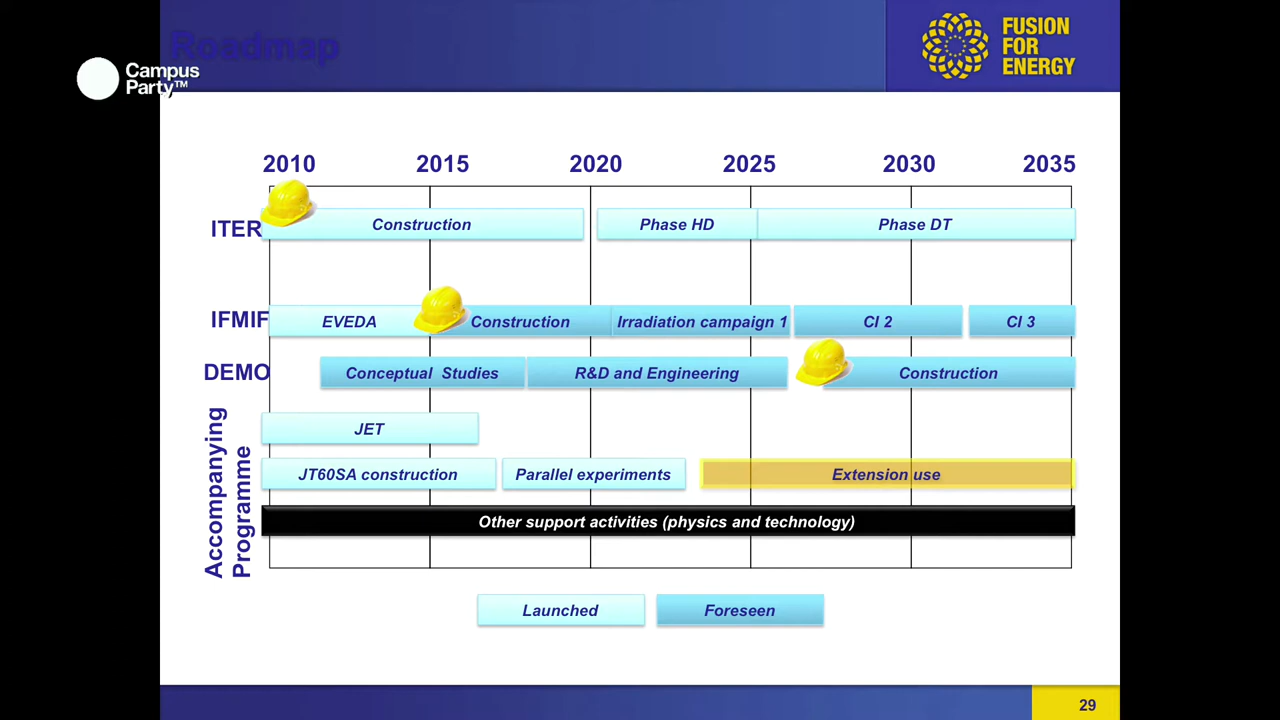 Roadmap
Campus
Party™
FUSION
FOR
ENERGY
2010 2015 2020 2025 2030 2035
ITER Construction Phase HD Phase DT
IFMIF EVEDA Construction Irradiation campaign 1 CI 2 CI 3
DEMO Conceptual Studies R&D and Engineering Construction
Accompanying
Programme
JET
JT60SA construction Parallel experiments Extension use
Other support activities (physics and technology)
Launched Foreseen
29